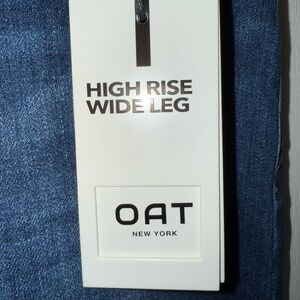 HIGH RISE
WIDE LEG
OAT
NEW YORK